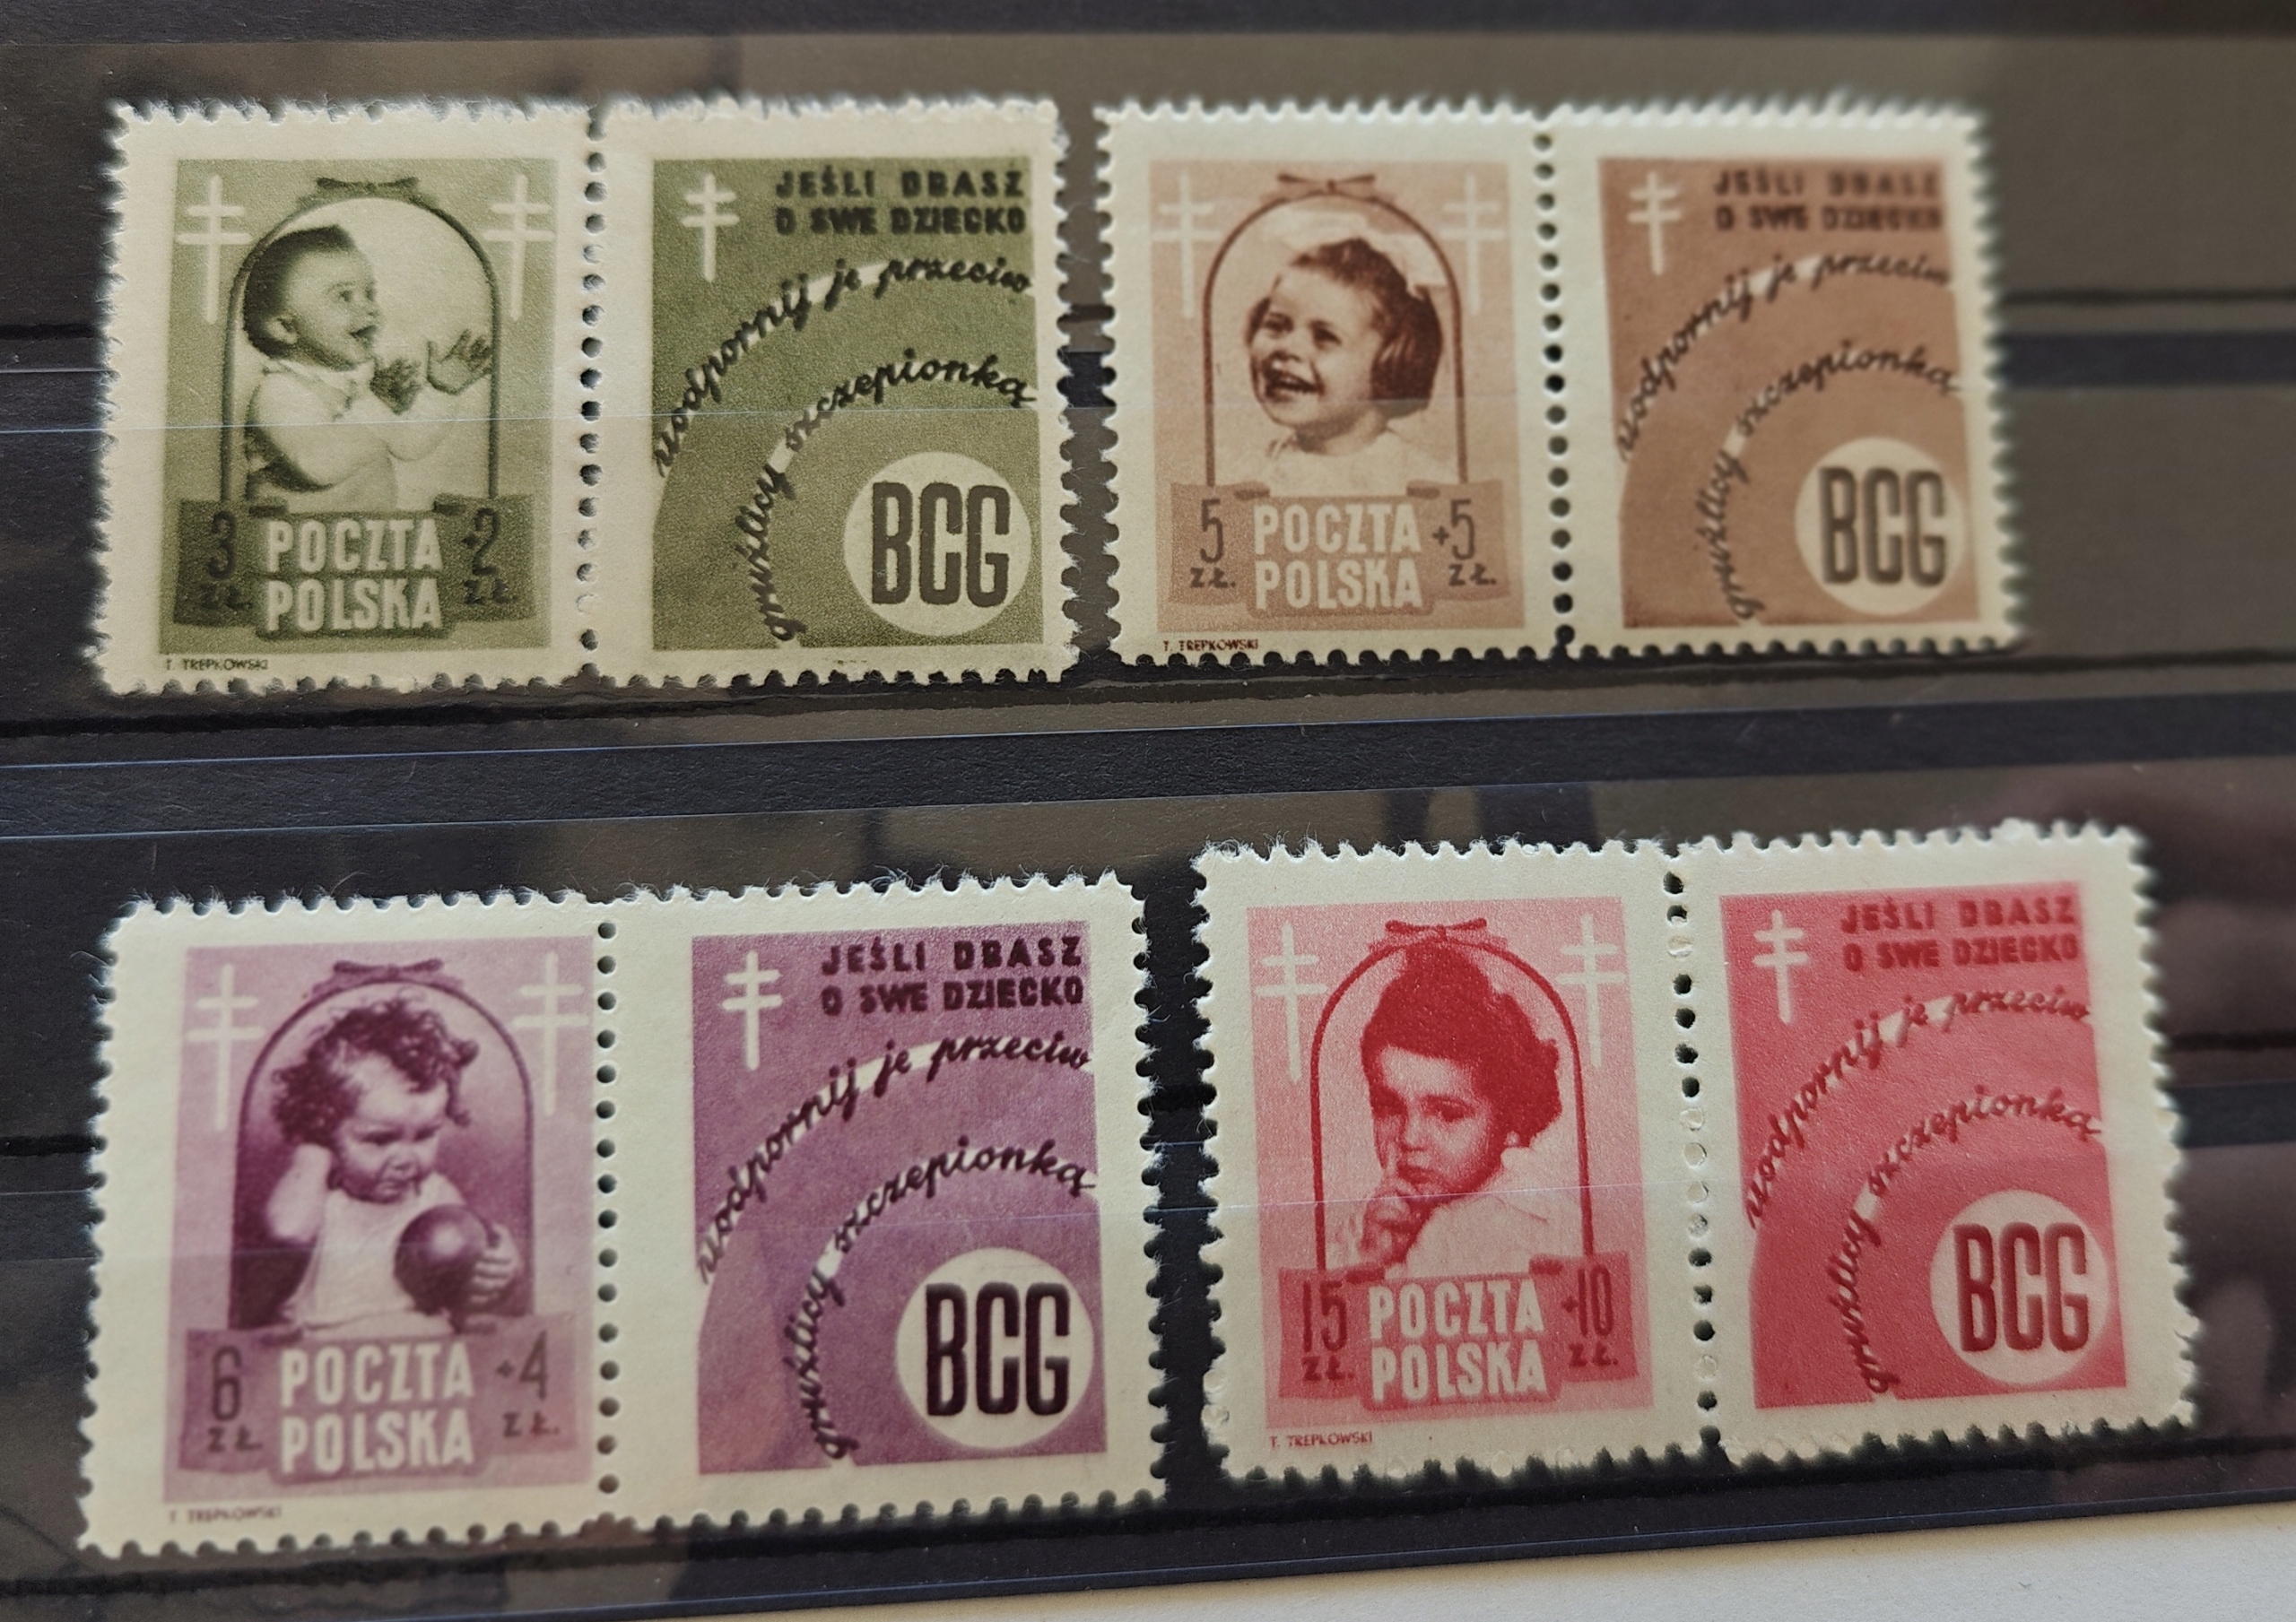 3 zŁ. POCZTA POLSKA +2 zŁ.
T. TREPKOWSKI
JEŚLI DBASZ
O SWE DZIECKO
uodpornij je przeciw
gruźlicy szczepionką
BCG
5 zŁ. POCZTA POLSKA +5 zŁ.
T. TREPKOWSKI
JEŚLI DBASZ
O SWE DZIECKO
uodpornij je przeciw
gruźlicy szczepionką
BCG
6 zŁ. POCZTA POLSKA +4 zŁ.
T. TREPKOWSKI
JEŚLI DBASZ
O SWE DZIECKO
uodpornij je przeciw
gruźlicy szczepionką
BCG
15 zŁ. POCZTA POLSKA +10 zŁ.
T. TREPKOWSKI
JEŚLI DBASZ
O SWE DZIECKO
uodpornij je przeciw
gruźlicy szczepionką
BCG